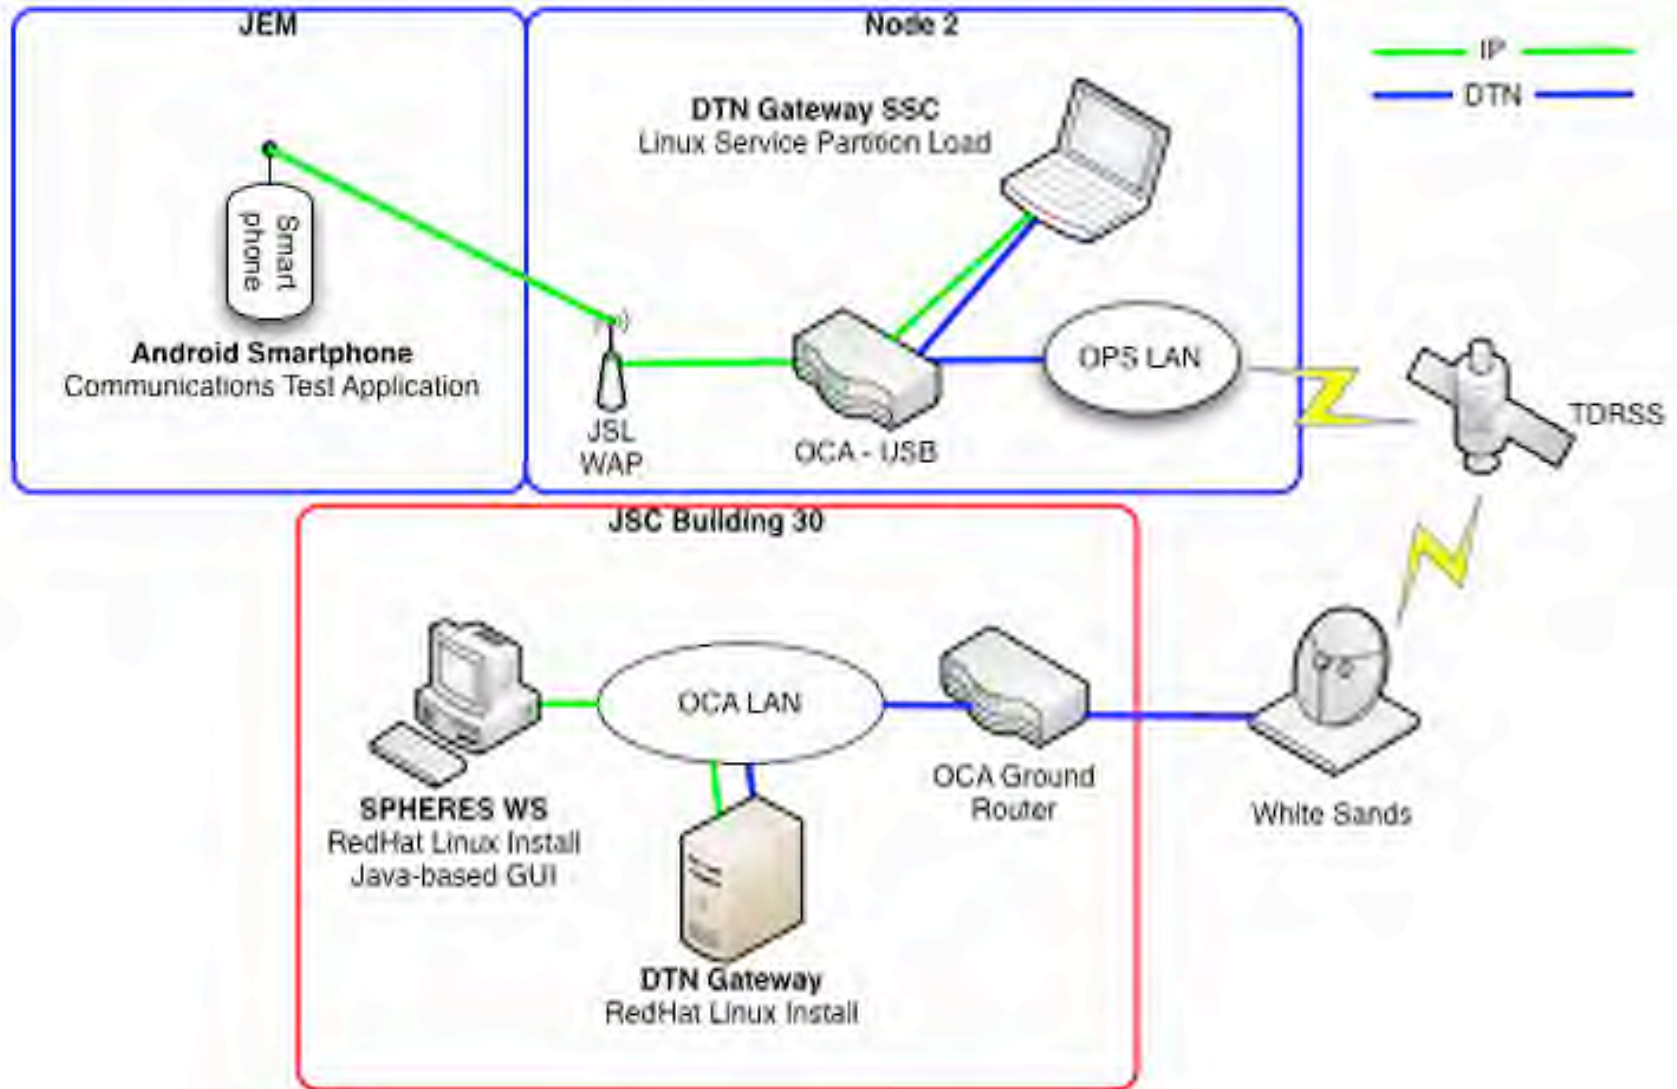 JEM
Node 2
IP
DTN
DTN Gateway SSC
Linux Service Partition Load
Smart
phone
Android Smartphone
Communications Test Application
JSL
WAP
OCA - USB
OPS LAN
TDRSS
JSC Building 30
OCA LAN
SPHERES WS
RedHat Linux Install
Java-based GUI
OCA Ground
Router
White Sands
DTN Gateway
RedHat Linux Install